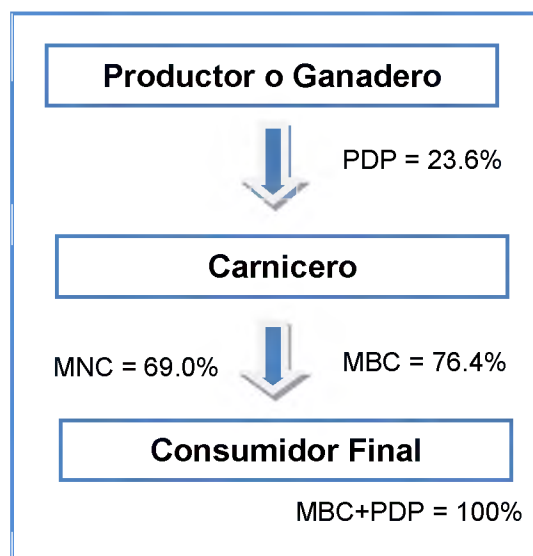 Productor o Ganadero
PDP = 23.6%
Carnicero
MNC = 69.0%
MBC = 76.4%
Consumidor Final
MBC+PDP = 100%